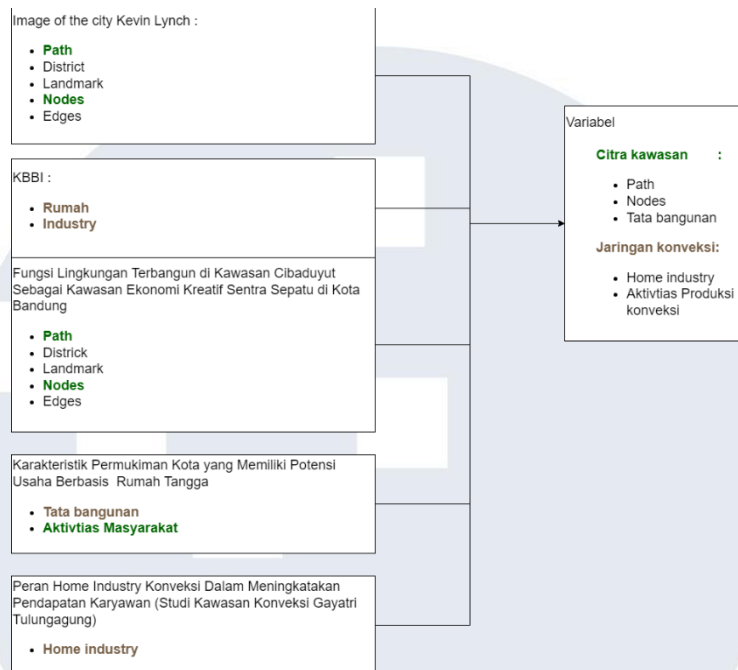 Image of the city Kevin Lynch :
Path
District
Landmark
Nodes
Edges
KBBI :
Rumah
Industry
Fungsi Lingkungan Terbangun di Kawasan Cibaduyut
Sebagai Kawasan Ekonomi Kreatif Sentra Sepatu di Kota
Bandung
Path
Districk
Landmark
Nodes
Edges
Karakteristik Permukiman Kota yang Memiliki Potensi
Usaha Berbasis Rumah Tangga
Tata bangunan
Aktivtias Masyarakat
Peran Home Industry Konveksi Dalam Meningkatakan
Pendapatan Karyawan (Studi Kawasan Konveksi Gayatri
Tulungagung)
Home industry
Variabel
Citra kawasan :
Path
Nodes
Tata bangunan
Jaringan konveksi:
Home industry
Aktivtias Produksi
konveksi